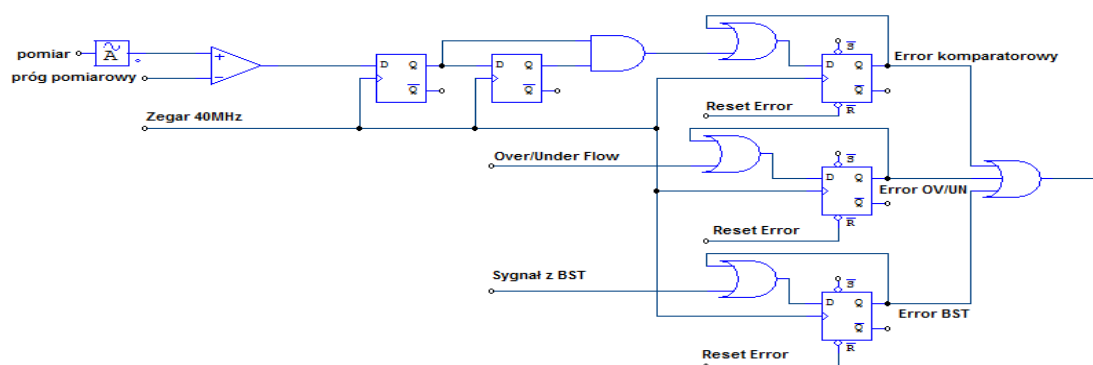 pomiar
A
próg pomiarowy
+
−
Zegar 40MHz
D Q
Q̅
D Q
Q̅
S̅
D Q
Q̅
R̅
Error komparatorowy
Reset Error
Over/Under Flow
S̅
D Q
Q̅
R̅
Error OV/UN
Reset Error
Sygnał z BST
S̅
D Q
Q̅
R̅
Error BST
Reset Error